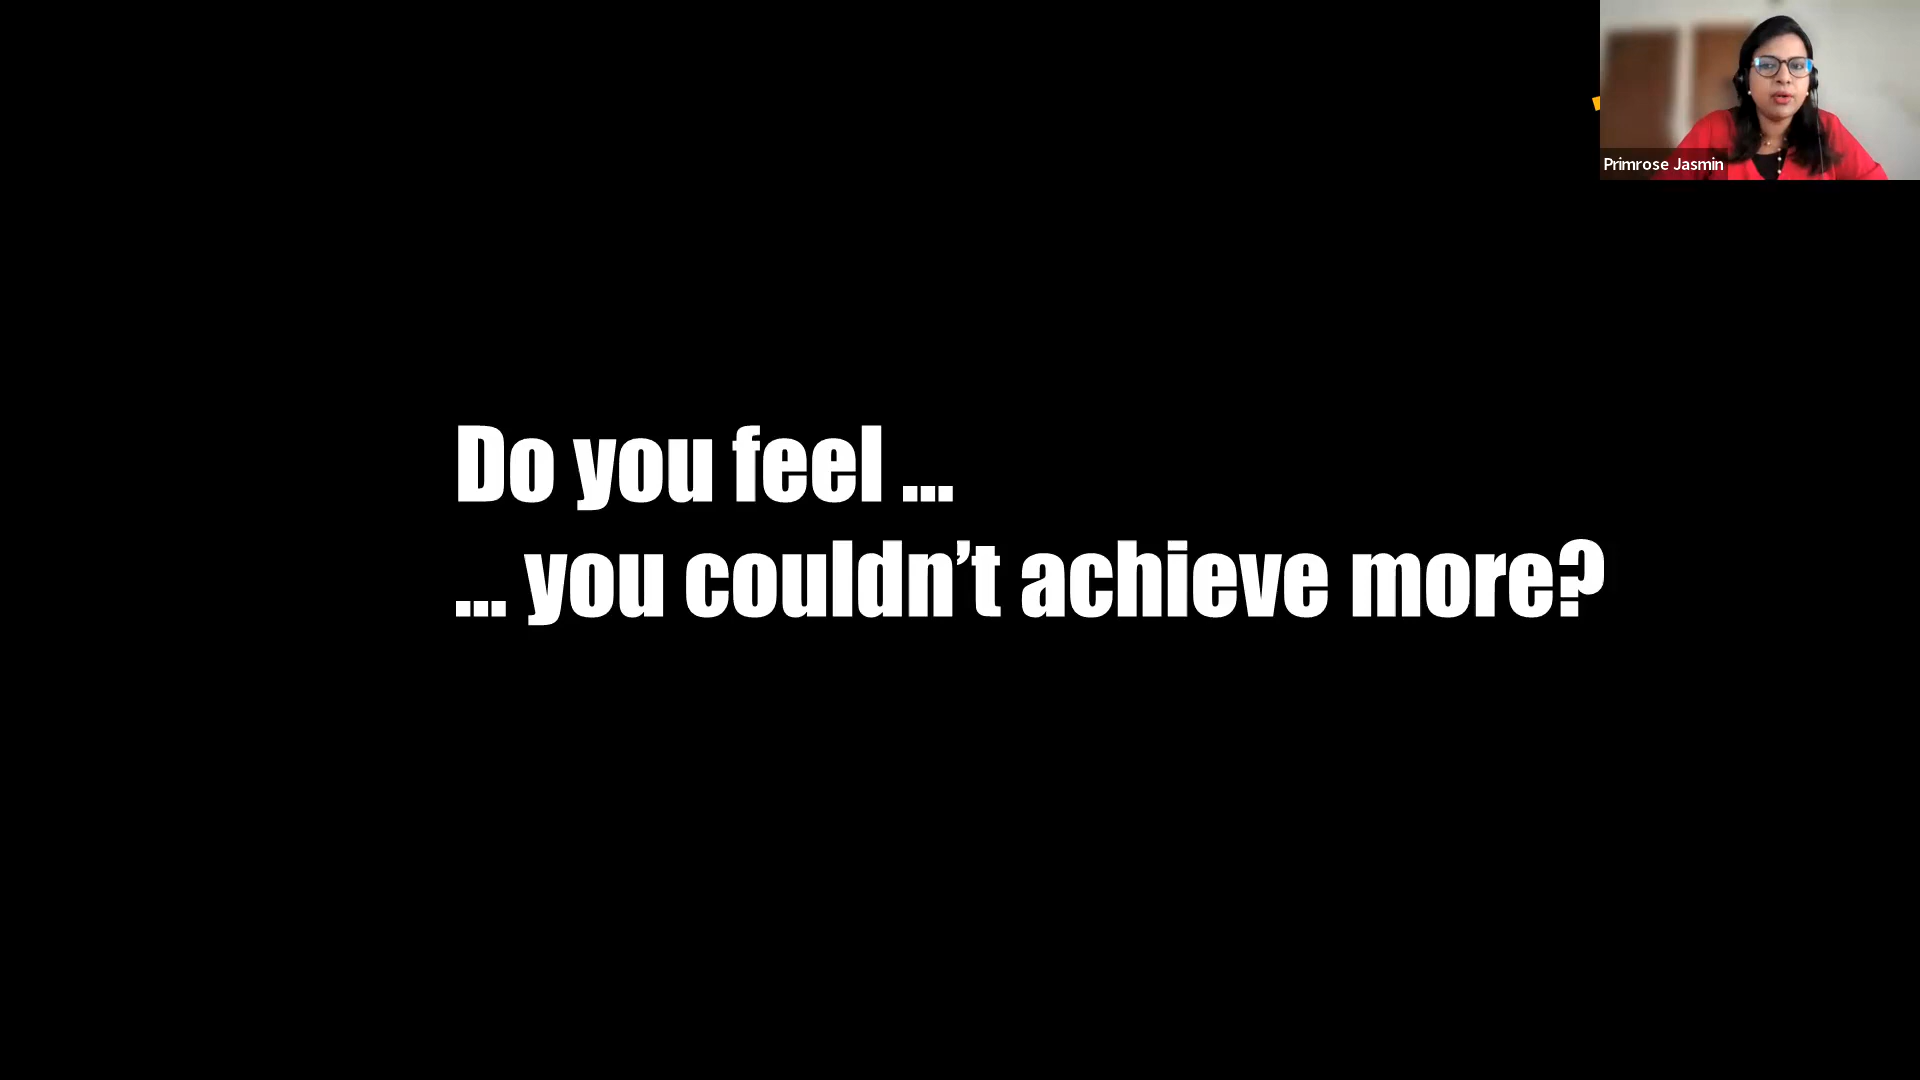 Primrose Jasmin
Do you feel ...
... you couldn’t achieve more?